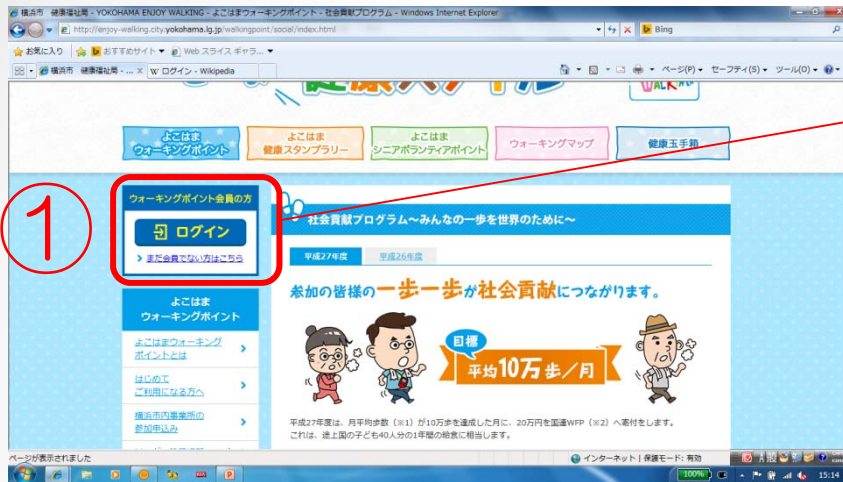 横浜市 健康福祉局 - YOKOHAMA ENJOY WALKING - よこはまウォーキングポイント - 社会貢献プログラム - Windows Internet Explorer
http://enjoy-walking.city.yokohama.lg.jp/walkingpoint/social/index.html
Bing
お気に入り
おすすめサイト
Web スライス ギャラ...
横浜市 健康福祉局 - ...
ログイン - Wikipedia
ページ(P)
セーフティ(S)
ツール(O)
WALKING
よこはま
ウォーキングポイント
よこはま
健康スタンプラリー
よこはま
シニアボランティアポイント
ウォーキングマップ
健康玉手箱
①
ウォーキングポイント会員の方
ログイン
まだ会員でない方はこちら
よこはま
ウォーキングポイント
よこはまウォーキング
ポイントとは
はじめて
ご利用になる方へ
横浜市内事業所の
参加申込み
社会貢献プログラム～みんなの一歩を世界のために～
平成27年度
平成26年度
参加の皆様の一歩一歩が社会貢献につながります。
目標
平均10万歩/月
平成27年度は、月平均歩数（※1）が10万歩を達成した月に、20万円を国連WFP（※2）へ寄付をします。
これは、途上国の子ども40人分の1年間の給食に相当します。
ページが表示されました
インターネット | 保護モード: 有効
100%
15:14